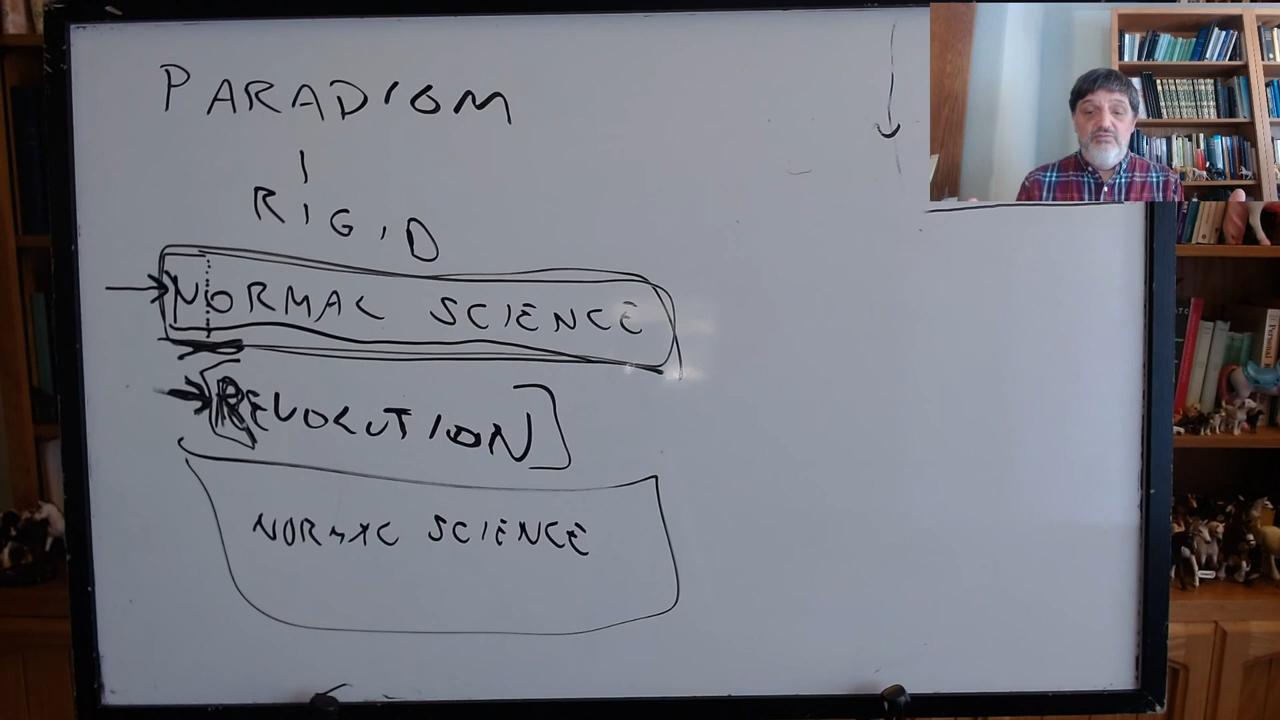 PARADIGM
RIGID
NORMAL SCIENCE
REVOLUTION
NORMAL SCIENCE